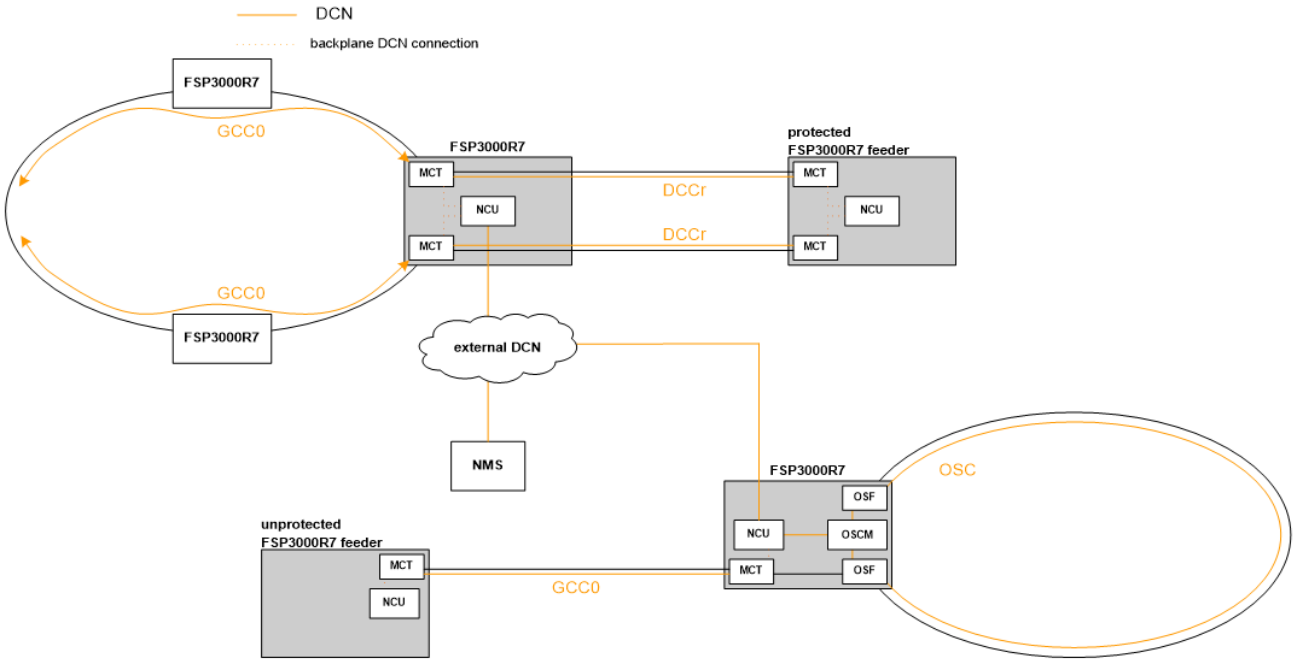 DCN
backplane DCN connection
FSP3000R7
GCC0
FSP3000R7
MCT
NCU
MCT
DCCr
DCCr
protected
FSP3000R7 feeder
MCT
NCU
MCT
GCC0
FSP3000R7
external DCN
NMS
FSP3000R7
OSF
NCU
OSCM
MCT
OSF
OSC
unprotected
FSP3000R7 feeder
MCT
NCU
GCC0